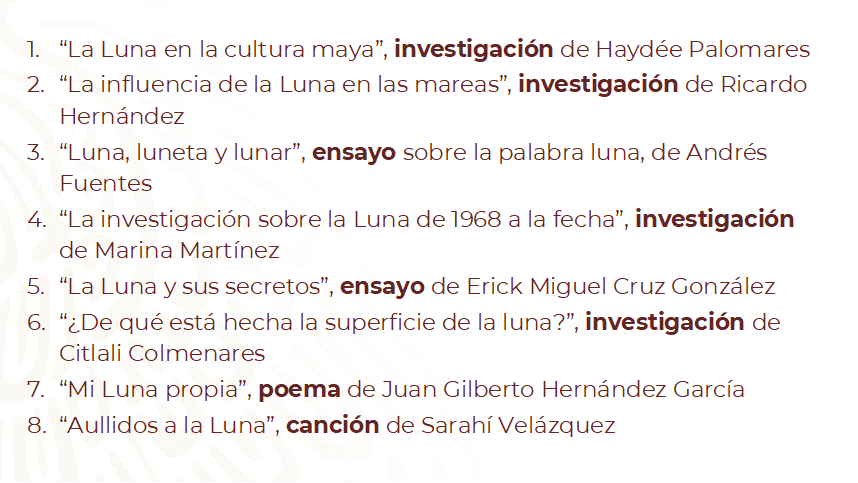 1. “La Luna en la cultura maya”, investigación de Haydée Palomares
2. “La influencia de la Luna en las mareas”, investigación de Ricardo
Hernández
3. “Luna, luneta y lunar”, ensayo sobre la palabra luna, de Andrés
Fuentes
4. “La investigación sobre la Luna de 1968 a la fecha”, investigación
de Marina Martínez
5. “La Luna y sus secretos”, ensayo de Erick Miguel Cruz González
6. “¿De qué está hecha la superficie de la luna?”, investigación de
Citlali Colmenares
7. “Mi Luna propia”, poema de Juan Gilberto Hernández García
8. “Aullidos a la Luna”, canción de Sarahí Velázquez